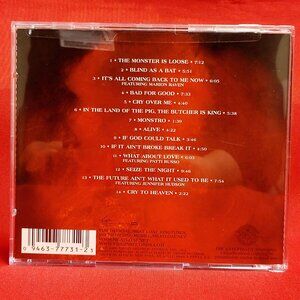 1 • THE MONSTER IS LOOSE • 7:12
2 • BLIND AS A BAT • 5:51
3 • IT'S ALL COMING BACK TO ME NOW • 6:05
FEATURING MARION RAVEN
4 • BAD FOR GOOD • 7:33
5 • CRY OVER ME • 4:40
6 • IN THE LAND OF THE PIG, THE BUTCHER IS KING • 5:38
7 • MONSTRO • 1:39
8 • ALIVE • 4:22
9 • IF GOD COULD TALK • 3:46
10 • IF IT AIN'T BROKE BREAK IT • 4:50
11 • WHAT ABOUT LOVE • 6:03
FEATURING PATTI RUSSO
12 • SEIZE THE NIGHT • 9:46
13 • THE FUTURE AIN'T WHAT IT USED TO BE • 7:54
FEATURING JENNIFER HUDSON
14 • CRY TO HEAVEN • 2:22
0 9463-77731-2 3